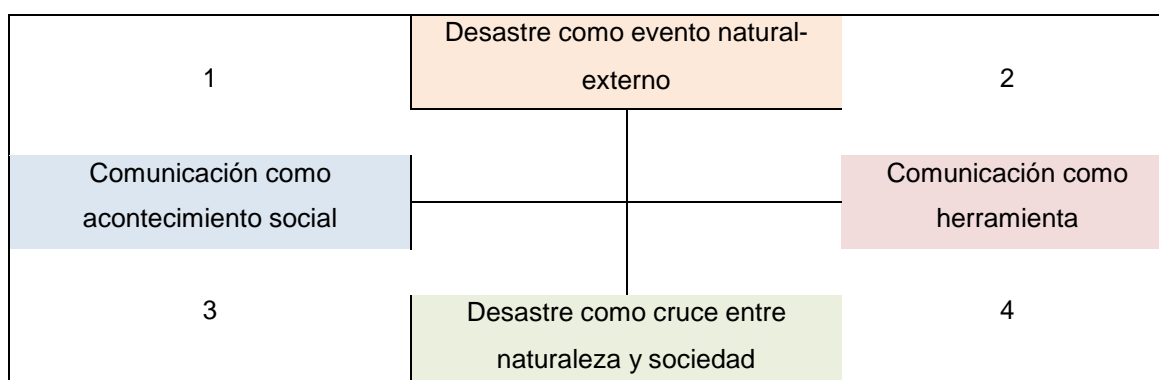 Desastre como evento natural-
externo
1
2
Comunicación como
acontecimiento social
Comunicación como
herramienta
3
4
Desastre como cruce entre
naturaleza y sociedad